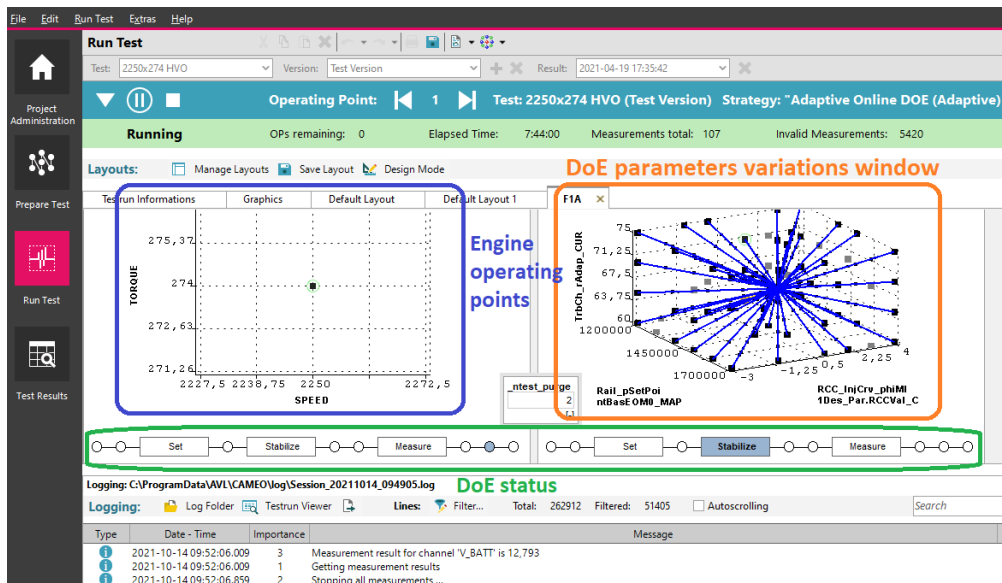 File Edit Run Test Extras Help
Run Test
Test: 2250x274 HVO Version: Test Version Result: 2021-04-19 17:35:42
Operating Point: 1 Test: 2250x274 HVO (Test Version) Strategy: "Adaptive Online DOE (Adaptive)
Running OPs remaining: 0 Elapsed Time: 7:44:00 Measurements total: 107 Invalid Measurements: 5420
Layouts: Manage Layouts Save Layout Design Mode
DoE parameters variations window
Project
Administration
Prepare Test
Run Test
Test Results
Testrun Informations Graphics Default Layout Default Layout 1 F1A
275,37
274
272,63
271,26
TORQUE
2227,5 2238,75 2250 2272,5
SPEED
Engine
operating
points
TrbCh_rAdap_CUR
75
71,25
67,5
63,75
60
1200000
1450000
1700000
-3 -1,25 0,5 2,25 4
Rail_pSetPoi
ntBasEOM0_MAP
RCC_InjCrv_phiMI
1Des_Par.RCCVal_C
_ntest_purge
2
[-]
Set Stabilize Measure Set Stabilize Measure
Logging: C:\ProgramData\AVL\CAMEO\log\Session_20211014_094905.log
DoE status
Logging: Log Folder Testrun Viewer Lines: Filter... Total: 262912 Filtered: 51405 Autoscrolling Search
Type Date - Time Importance Message
2021-10-14 09:52:06.009 3 Measurement result for channel 'V_BATT' is 12,793
2021-10-14 09:52:06.009 1 Getting measurement results
2021-10-14 09:52:06.859 2 Stopping all measurements ...